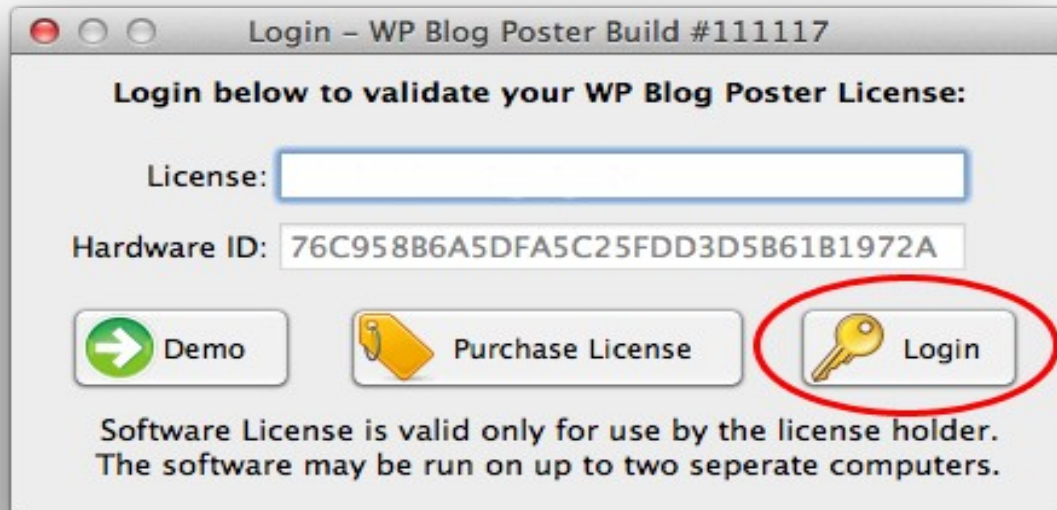 Login – WP Blog Poster Build #111117
Login below to validate your WP Blog Poster License:
License:
Hardware ID: 76C958B6A5DFA5C25FDD3D5B61B1972A
Demo Purchase License Login
Software License is valid only for use by the license holder.
The software may be run on up to two seperate computers.